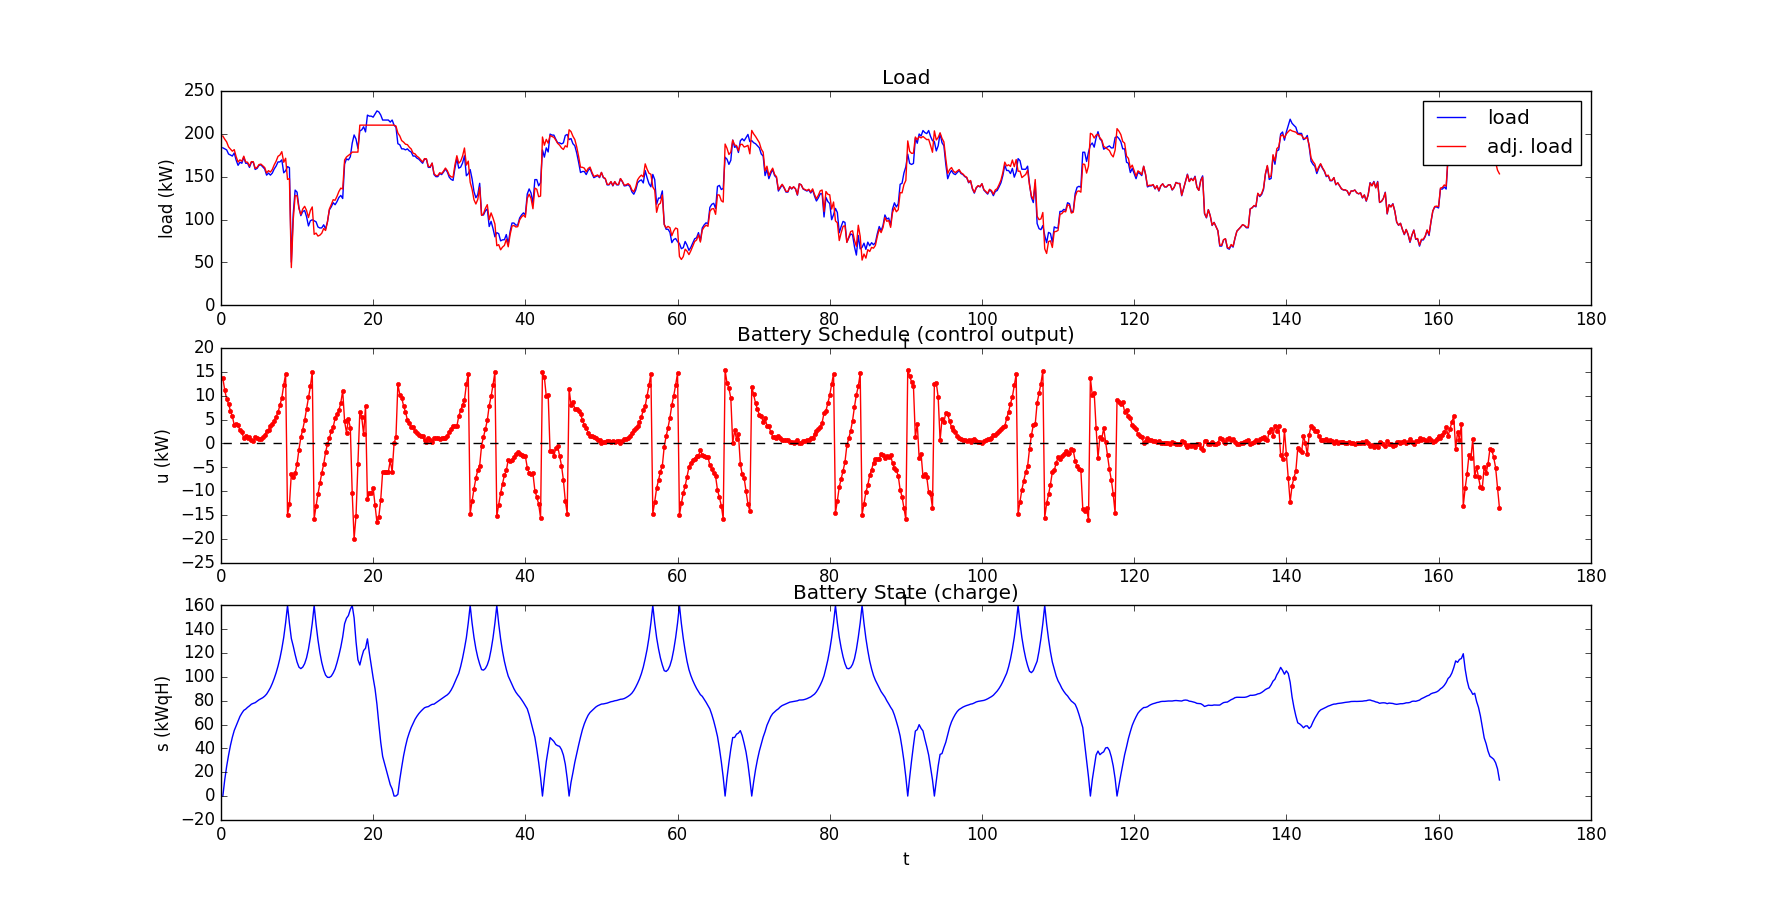 Load
250
200
150
100
50
0
load (kW)
load
adj. load
0 20 40 60 80 100 120 140 160 180
t
Battery Schedule (control output)
20
15
10
5
0
−5
−10
−15
−20
−25
u (kW)
0 20 40 60 80 100 120 140 160 180
t
Battery State (charge)
160
140
120
100
80
60
40
20
0
−20
s (kWqH)
0 20 40 60 80 100 120 140 160 180
t